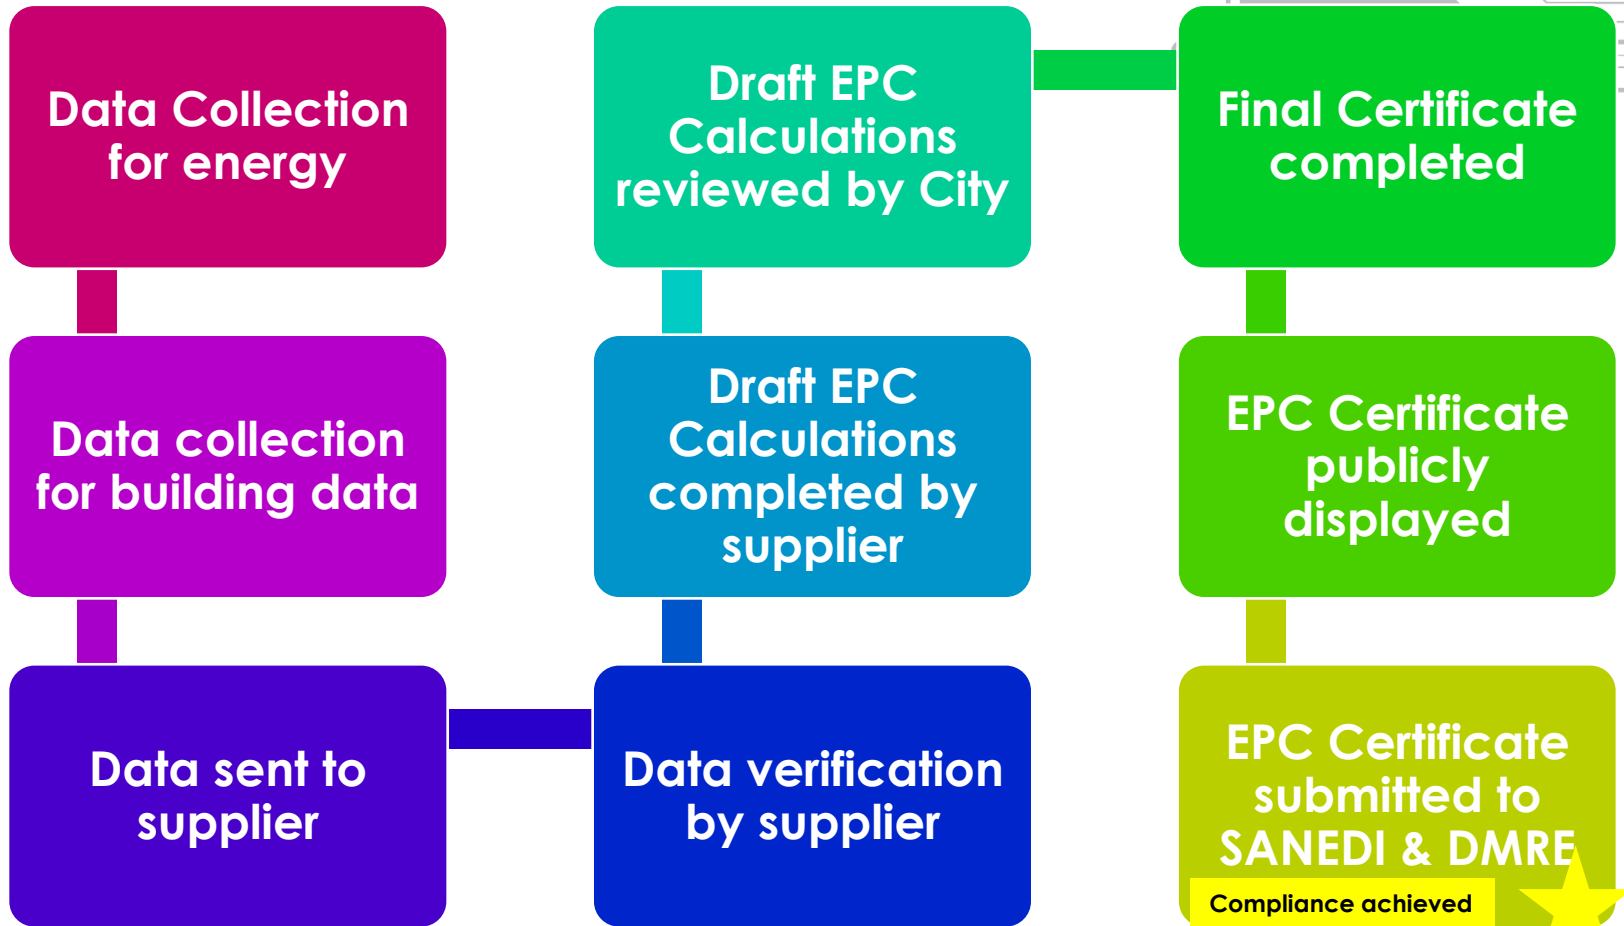 Data Collection
for energy
Data collection
for building data
Data sent to
supplier
Data verification
by supplier
Draft EPC
Calculations
completed by
supplier
Draft EPC
Calculations
reviewed by City
Final Certificate
completed
EPC Certificate
publicly
displayed
EPC Certificate
submitted to
SANEDI & DMRE
Compliance achieved